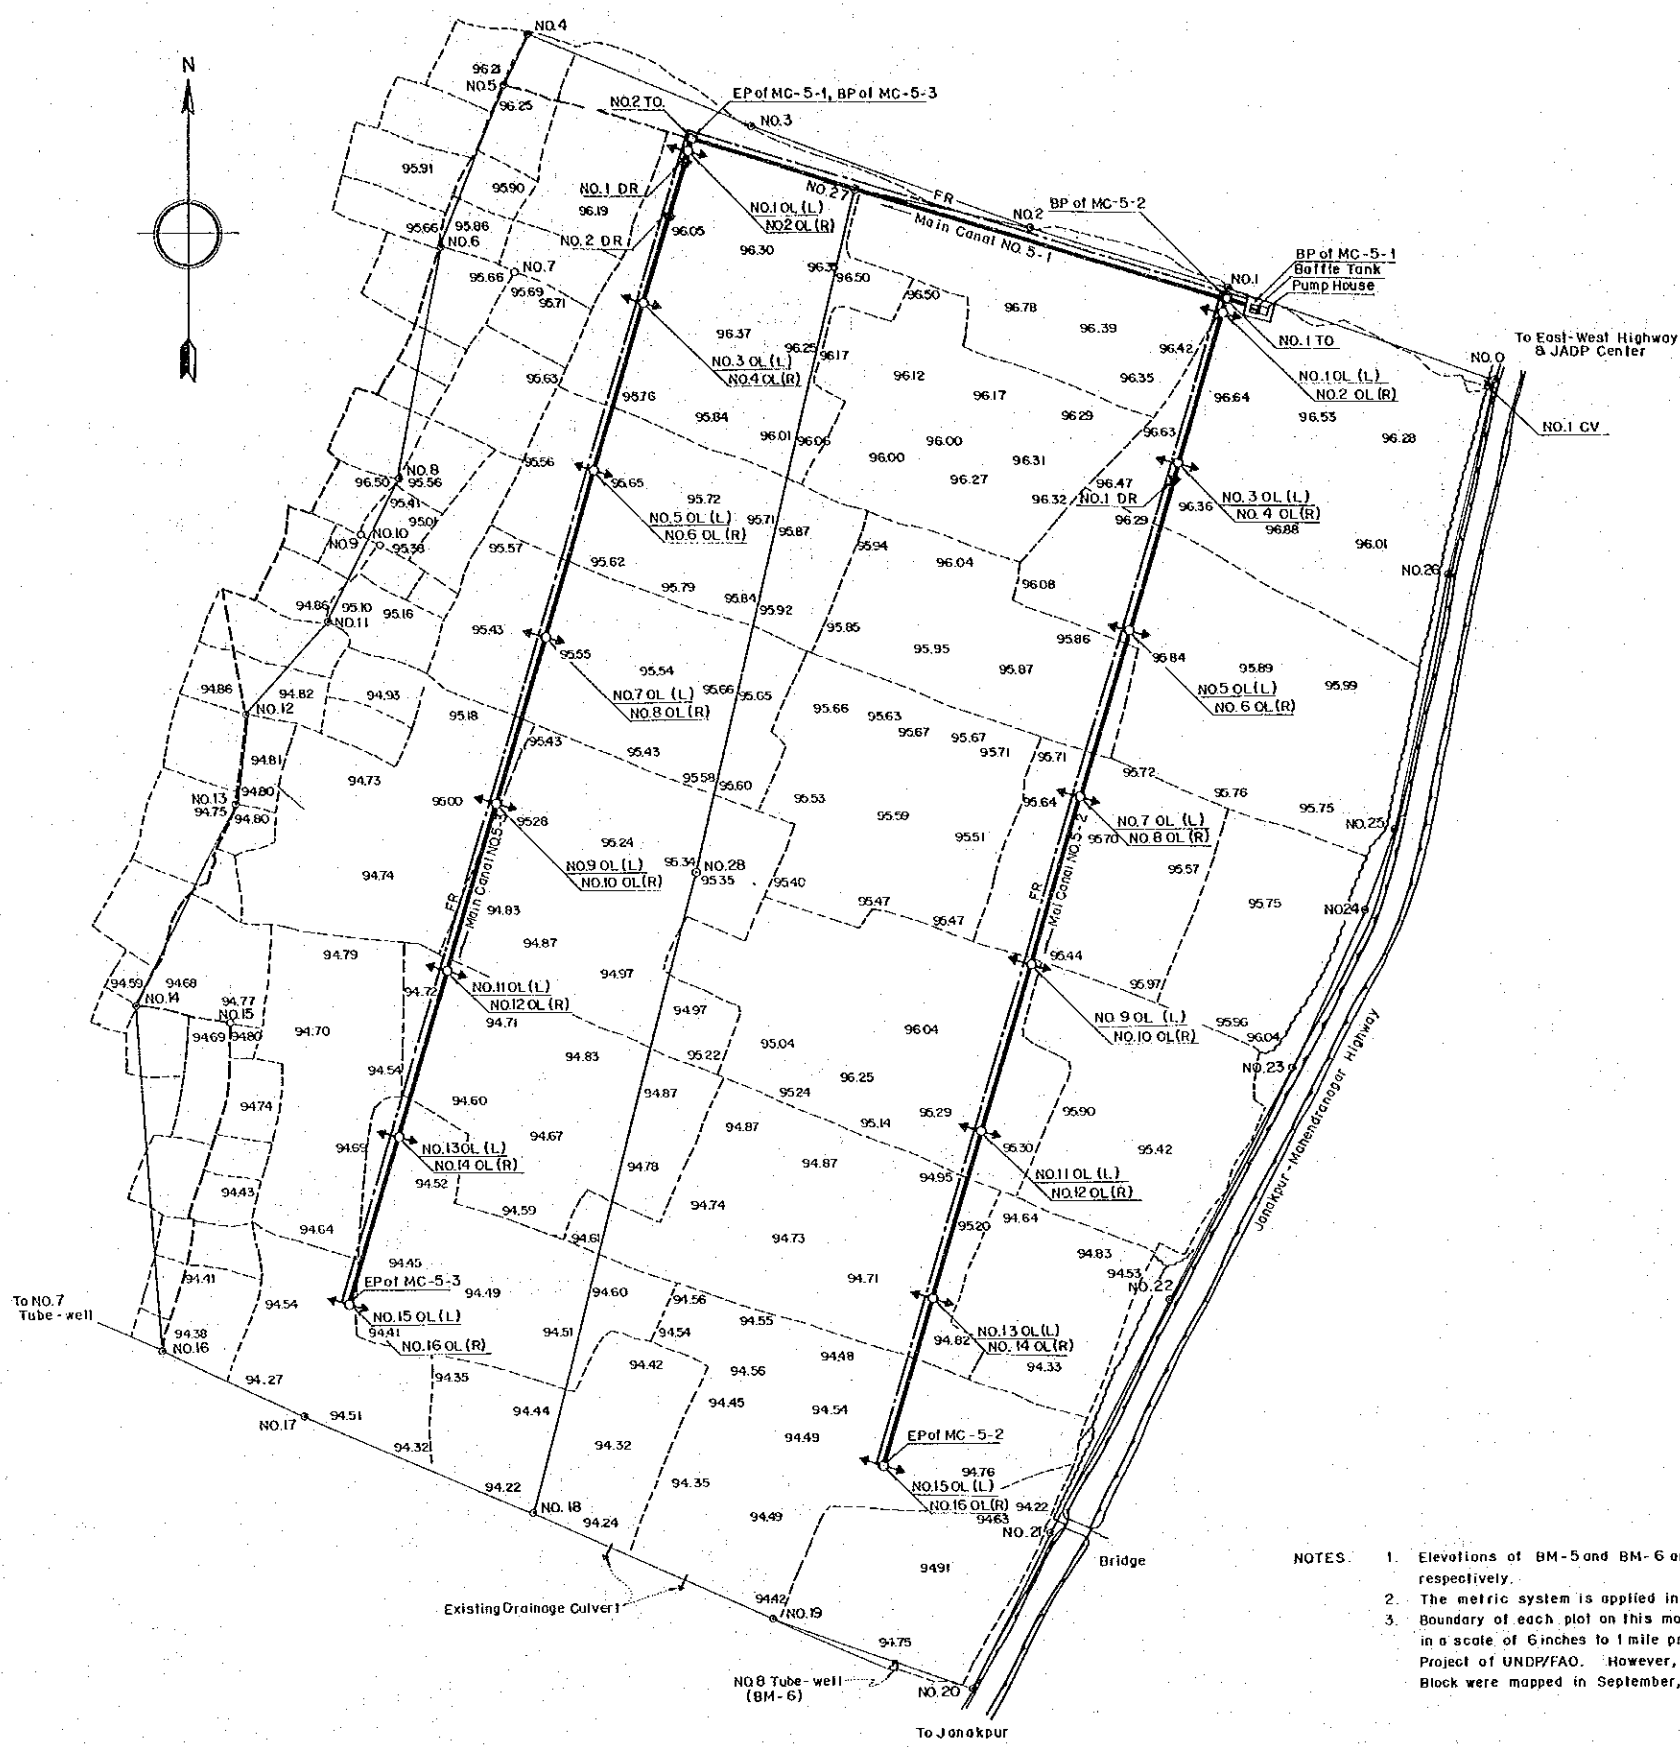 NO.4
N
96.21
NO.5
96.25
NO.2 TO.
EP of MC-5-1, BP of MC-5-3
NO.3
95.91
95.90
NO.1 DR
96.19
NO.27
FR
NO.2
BP of MC-5-2
NO.1 OL (L)
NO.2 OL (R)
Main Canal NO.5-1
95.66
95.86
NO.6
NO.2 DR
96.05
96.30
BP of MC-5-1
Baffle Tank
Pump House
95.66
NO.7
95.69
95.71
96.50
96.50
NO.1
96.78
96.39
NO.1 TO
To East-West Highway
& JADP Center
96.37
96.25
96.17
96.42
NO.0
NO.3 OL (L)
NO.4 OL (R)
95.63
96.12
96.35
NO.1 OL (L)
NO.2 OL (R)
95.76
96.17
96.64
95.84
96.29
96.53
96.01
96.06
96.00
96.63
96.28
NO.1 CV
95.56
96.00
96.31
NO.8
96.50
95.56
95.65
96.27
96.47
95.41
95.72
96.32
NO.1 DR
96.36
NO.3 OL (L)
NO.4 OL (R)
96.88
95.01
NO.5 OL (L)
NO.6 OL (R)
95.71
95.87
96.29
NO.9
NO.10
95.38
95.57
95.94
96.01
95.62
96.04
NO.26
95.79
96.08
94.86
95.10
95.16
95.84
95.92
NO.11
95.43
95.85
95.86
95.55
95.54
95.95
95.84
95.89
95.87
95.99
94.86
94.82
94.93
NO.7 OL (L)
NO.8 OL (R)
95.66
95.65
NO.5 OL (L)
NO.6 OL (R)
NO.12
95.18
95.66
95.63
95.67
95.67
95.43
95.43
95.71
95.71
94.81
94.73
95.58
95.60
95.72
94.80
95.00
95.53
95.64
95.76
95.75
NO.13
94.75
94.80
95.28
95.59
NO.7 OL (L)
NO.8 OL (R)
NO.25
95.24
95.51
95.70
NO.9 OL (L)
NO.10 OL (R)
95.34
NO.28
95.35
95.40
95.57
94.74
FR
Main Canal NO.5-3
FR
Mai Canal NO.5-2
94.83
95.47
95.47
95.75
NO.24
94.87
94.79
95.44
94.59
94.68
94.72
94.97
NO.11 OL (L)
NO.12 OL (R)
95.97
NO.14
94.77
NO.15
94.97
NO.9 OL (L)
NO.10 OL (R)
95.96
94.69
94.80
94.70
94.71
96.04
96.04
94.83
95.22
95.04
NO.23
94.54
96.25
94.87
95.24
94.74
94.60
95.29
95.90
94.69
94.67
94.87
95.14
95.30
95.42
NO.13 OL (L)
NO.14 OL (R)
94.78
94.87
94.95
NO.11 OL (L)
NO.12 OL (R)
Janakpur-Mahendranagar Highway
94.43
94.52
94.59
94.74
94.64
94.64
94.61
94.73
95.20
94.83
94.45
94.53
94.41
EP of MC-5-3
94.71
NO.22
To NO.7
Tube-well
94.54
94.49
94.60
94.56
NO.15 OL (L)
94.55
94.38
94.41
NO.16 OL (R)
94.51
94.54
94.82
NO.13 OL (L)
NO.14 OL (R)
NO.16
94.42
94.56
94.48
94.33
94.27
94.35
94.45
94.51
94.44
94.54
NO.17
94.32
94.32
94.49
EP of MC-5-2
94.76
94.22
94.35
NO.15 OL (L)
NO.16 OL (R)
94.22
NO.18
94.24
94.49
94.63
NO.21
Bridge
94.91
Existing Drainage Culvert
94.42
NO.19
94.75
NO.8 Tube-well
(BM-6)
NO.20
To Janakpur
NOTES.
1. Elevations of BM-5 and BM-6
respectively.
2. The metric system is applied in
3. Boundary of each plot on this
in a scale of 6 inches to 1 mile
Project of UNDP/FAO. However,
Block were mapped in September,